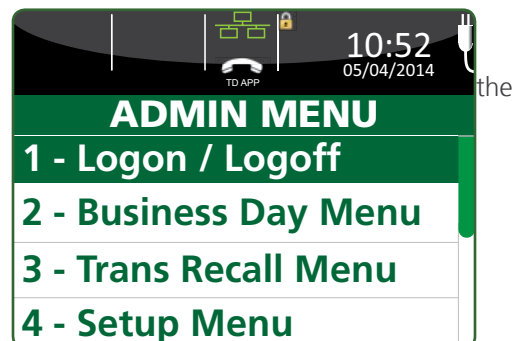 10:52
05/04/2014
TD APP
the
ADMIN MENU
1 - Logon / Logoff
2 - Business Day Menu
3 - Trans Recall Menu
4 - Setup Menu